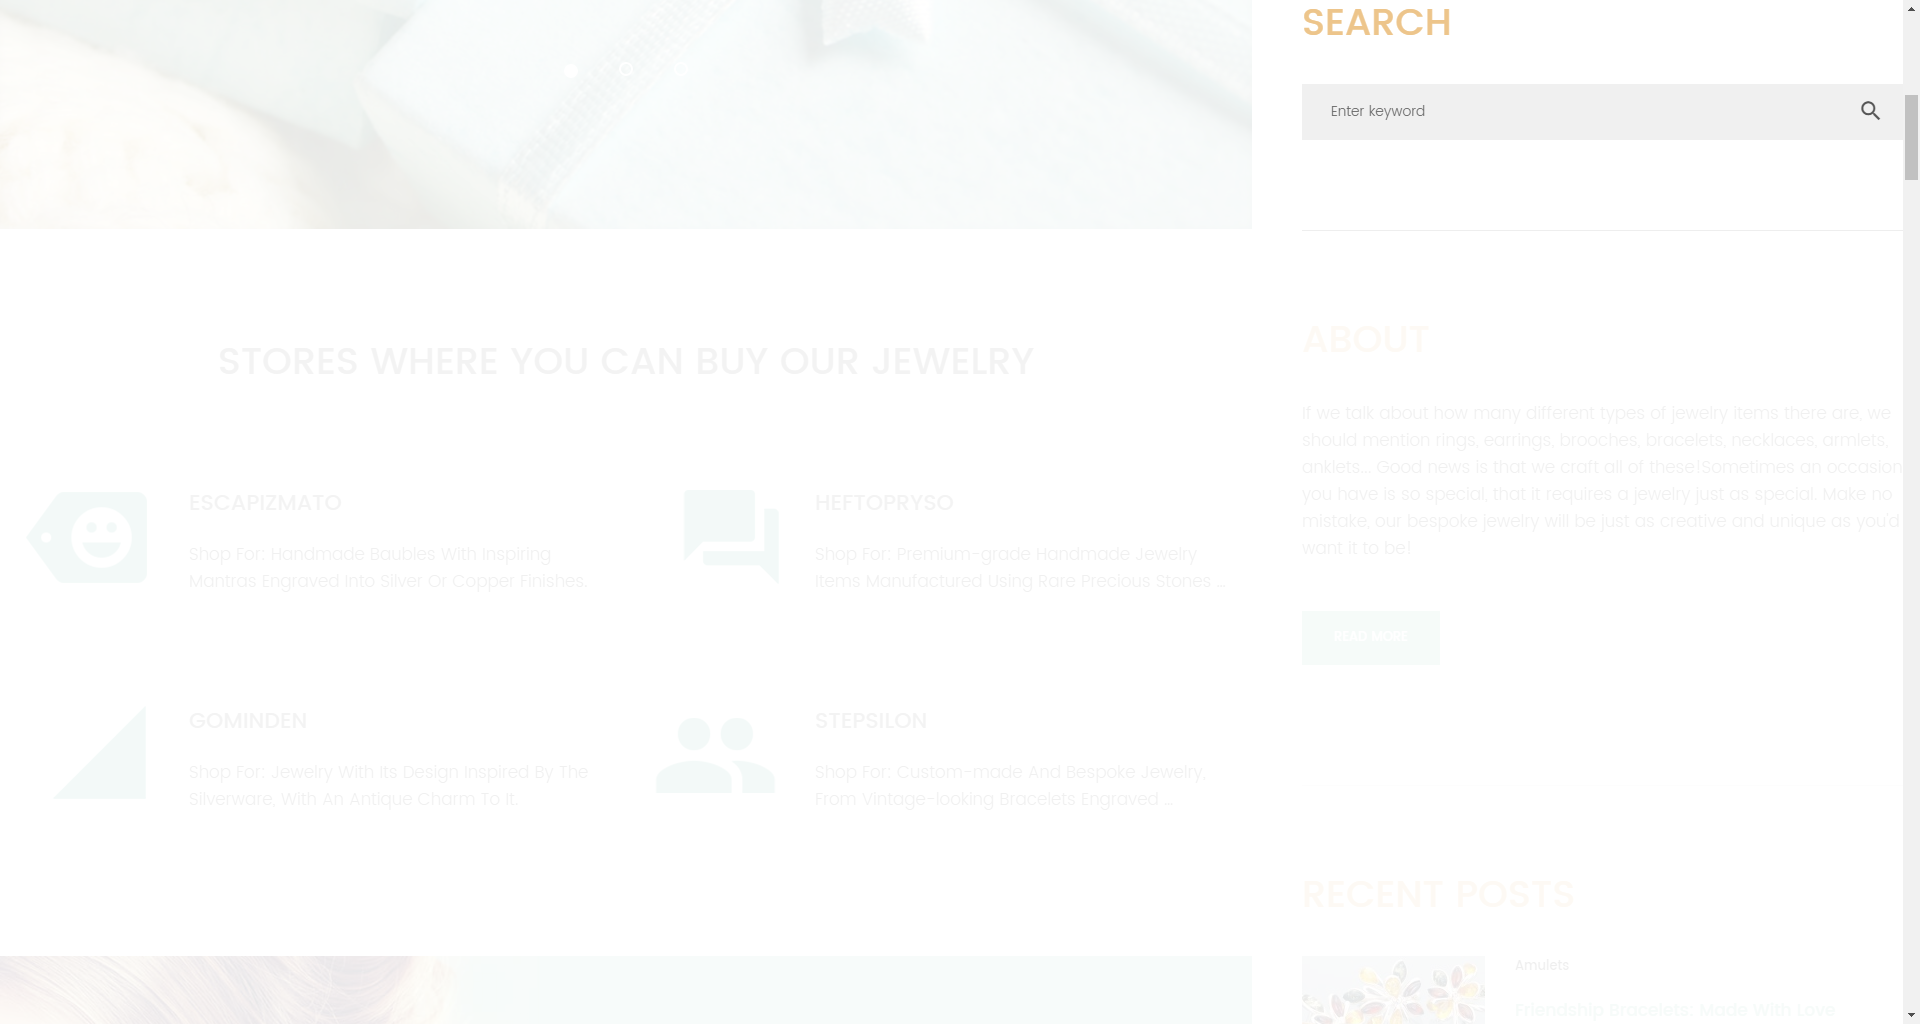 SEARCH
Enter keyword
STORES WHERE YOU CAN BUY OUR JEWELRY
ESCAPIZMATO
Shop For: Handmade Baubles With Inspiring
Mantras Engraved Into Silver Or Copper Finishes..
HEFTOPRYSO
Shop For: Premium-grade Handmade Jewelry
Items Manufactured Using Rare Precious Stones ...
GOMINDEN
Shop For: Jewelry With Its Design Inspired By The
Silverware, With An Antique Charm To It.
STEPSILON
Shop For: Custom-made And Bespoke Jewelry,
From Vintage-looking Bracelets Engraved ...
ABOUT
If we talk about how many different types of jewelry items there are, we
should mention rings, earrings, brooches, bracelets, necklaces, armlets,
anklets... Good news is that we craft all of these!Sometimes an occasion
you have is so special, that it requires a jewelry just as special. Make no
mistake, our bespoke jewelry will be just as creative and unique as you'd
want it to be!
READ MORE
RECENT POSTS
Amulets
Friendship Bracelets: Made With Love